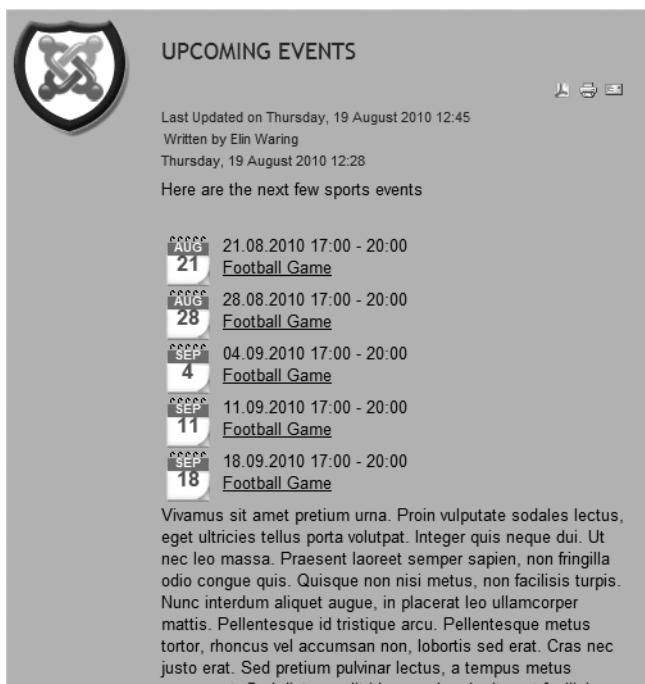 UPCOMING EVENTS
Last Updated on Thursday, 19 August 2010 12:45
Written by Elin Waring
Thursday, 19 August 2010 12:28
Here are the next few sports events
AUG
21
21.08.2010 17:00 - 20:00
Football Game
AUG
28
28.08.2010 17:00 - 20:00
Football Game
SEP
4
04.09.2010 17:00 - 20:00
Football Game
SEP
11
11.09.2010 17:00 - 20:00
Football Game
SEP
18
18.09.2010 17:00 - 20:00
Football Game
Vivamus sit amet pretium urna. Proin vulputate sodales lectus,
eget ultricies tellus porta volutpat. Integer quis neque dui. Ut
nec leo massa. Praesent laoreet semper sapien, non fringilla
odio congue quis. Quisque non nisi metus, non facilisis turpis.
Nunc interdum aliquet augue, in placerat leo ullamcorper
mattis. Pellentesque id tristique arcu. Pellentesque metus
tortor, rhoncus vel accumsan non, lobortis sed erat. Cras nec
justo erat. Sed pretium pulvinar lectus, a tempus metus